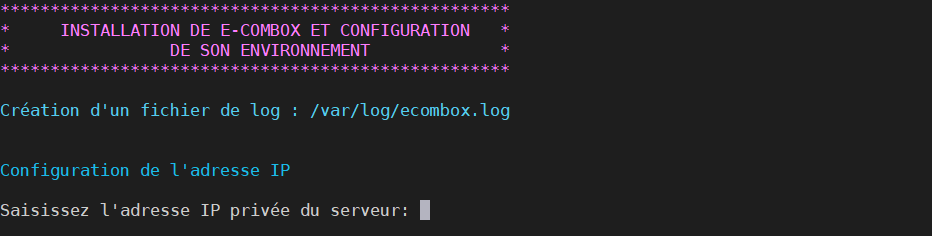 ***************************************************
*     INSTALLATION DE E-COMBOX ET CONFIGURATION   *
*                DE SON ENVIRONNEMENT             *
***************************************************
Création d'un fichier de log : /var/log/ecombox.log
Configuration de l'adresse IP
Saisissez l'adresse IP privée du serveur: